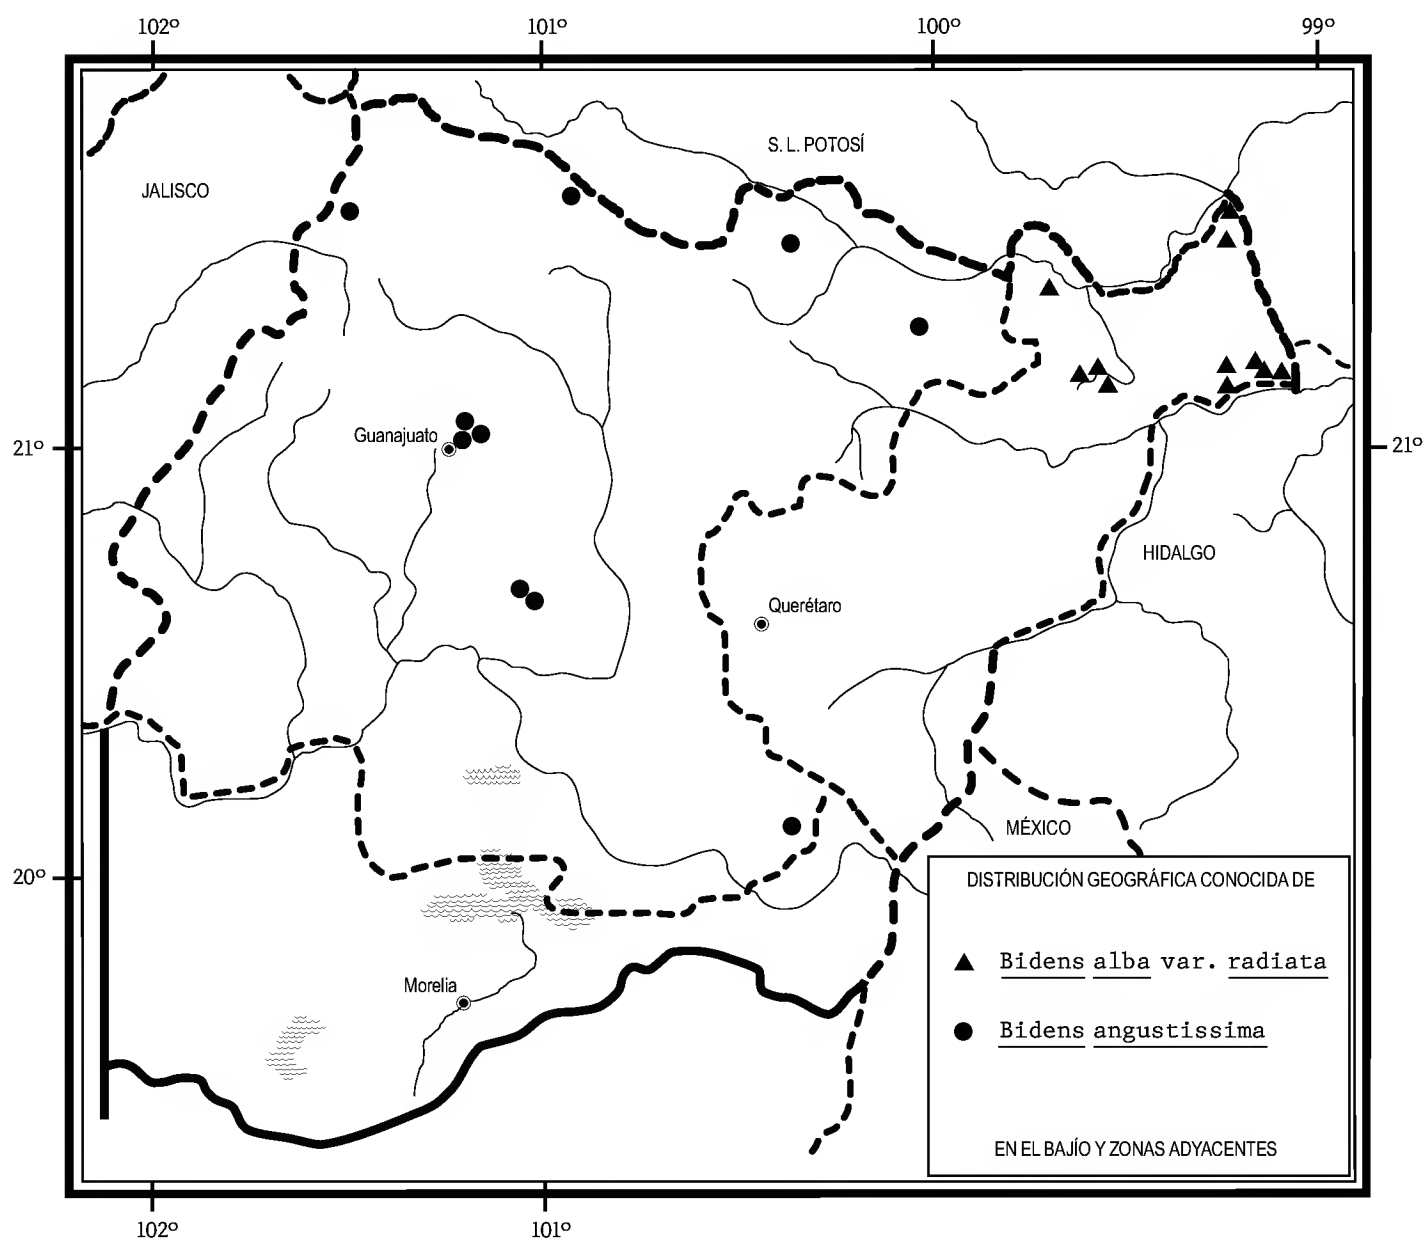 102º 101º 100º 99º
S. L. POTOSÍ
JALISCO
Guanajuato
21º 21º
HIDALGO
Querétaro
MÉXICO
20º
DISTRIBUCIÓN GEOGRÁFICA CONOCIDA DE
Bidens alba var. radiata
Morelia
Bidens angustissima
EN EL BAJÍO Y ZONAS ADYACENTES
102º 101º